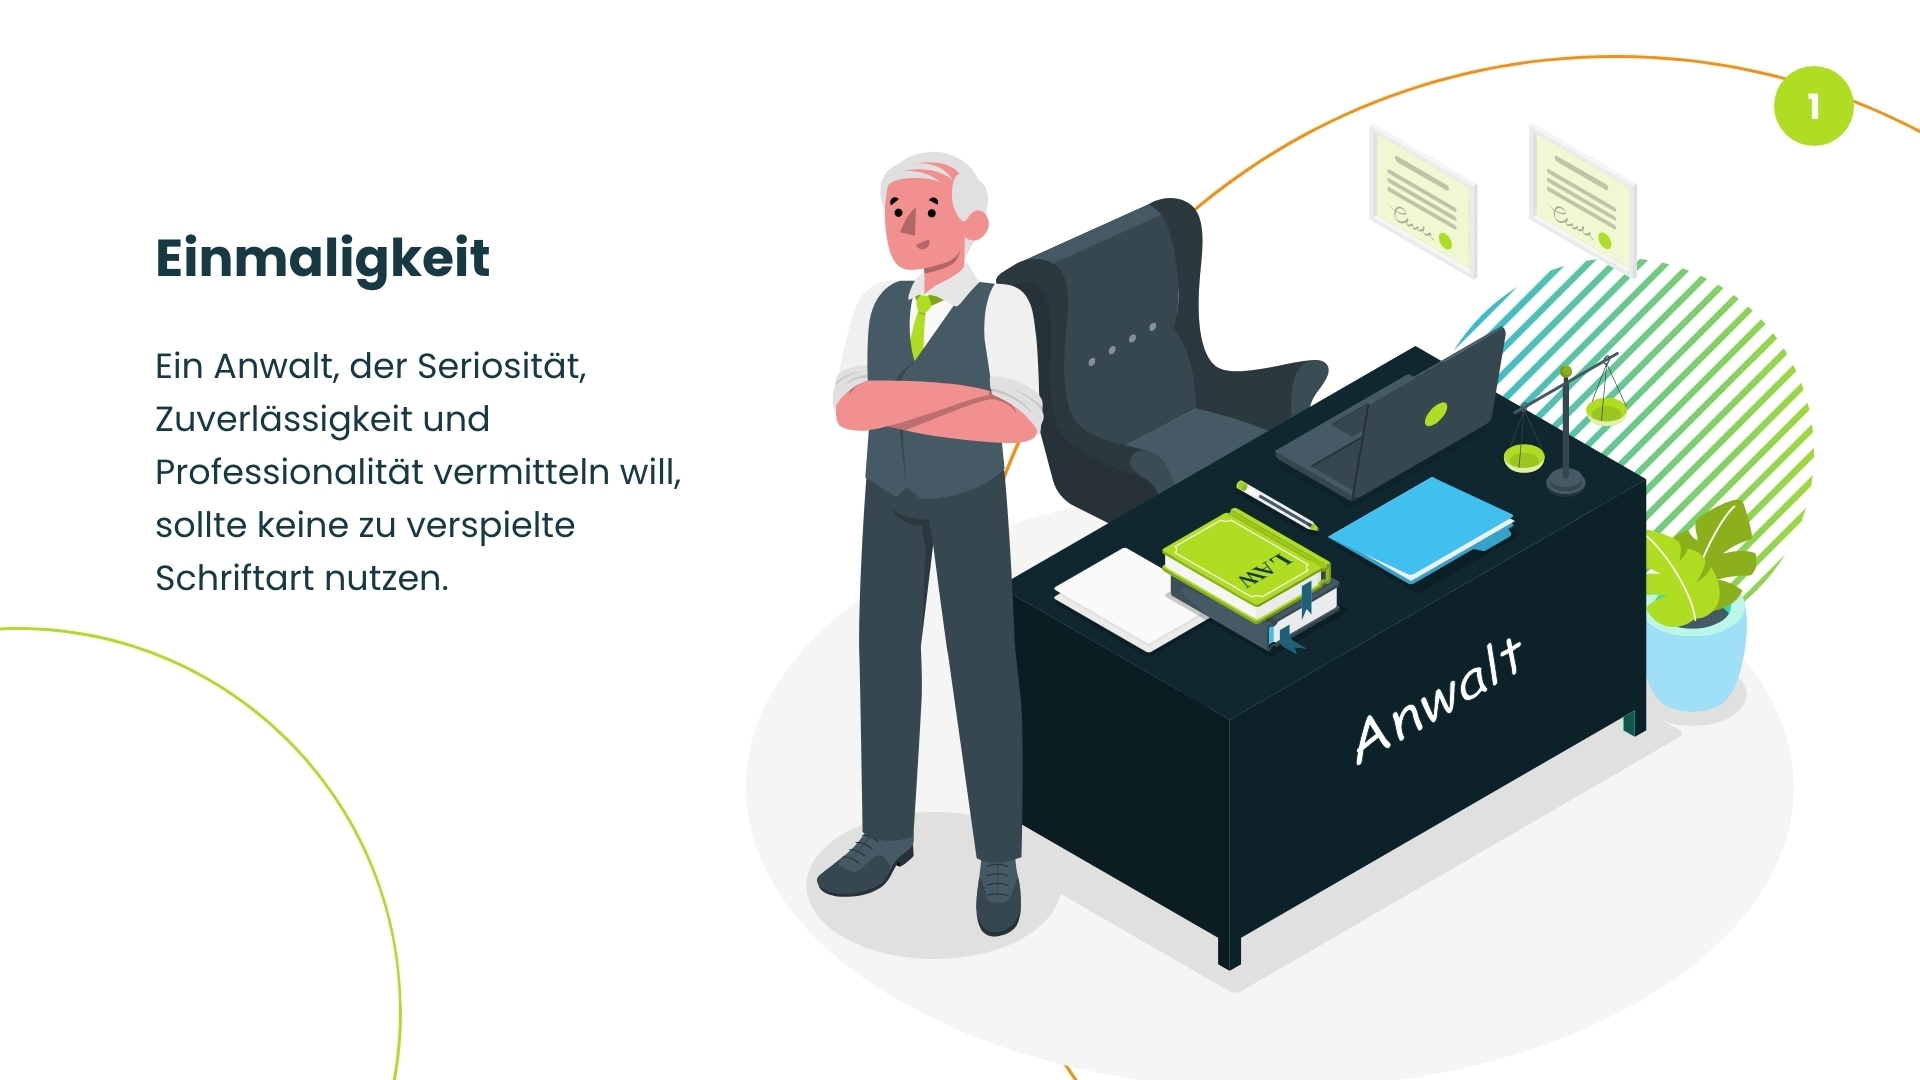 1
Einmaligkeit
Ein Anwalt, der Seriosität,
Zuverlässigkeit und
Professionalität vermitteln will,
sollte keine zu verspielte
Schriftart nutzen.
LAW
Anwalt